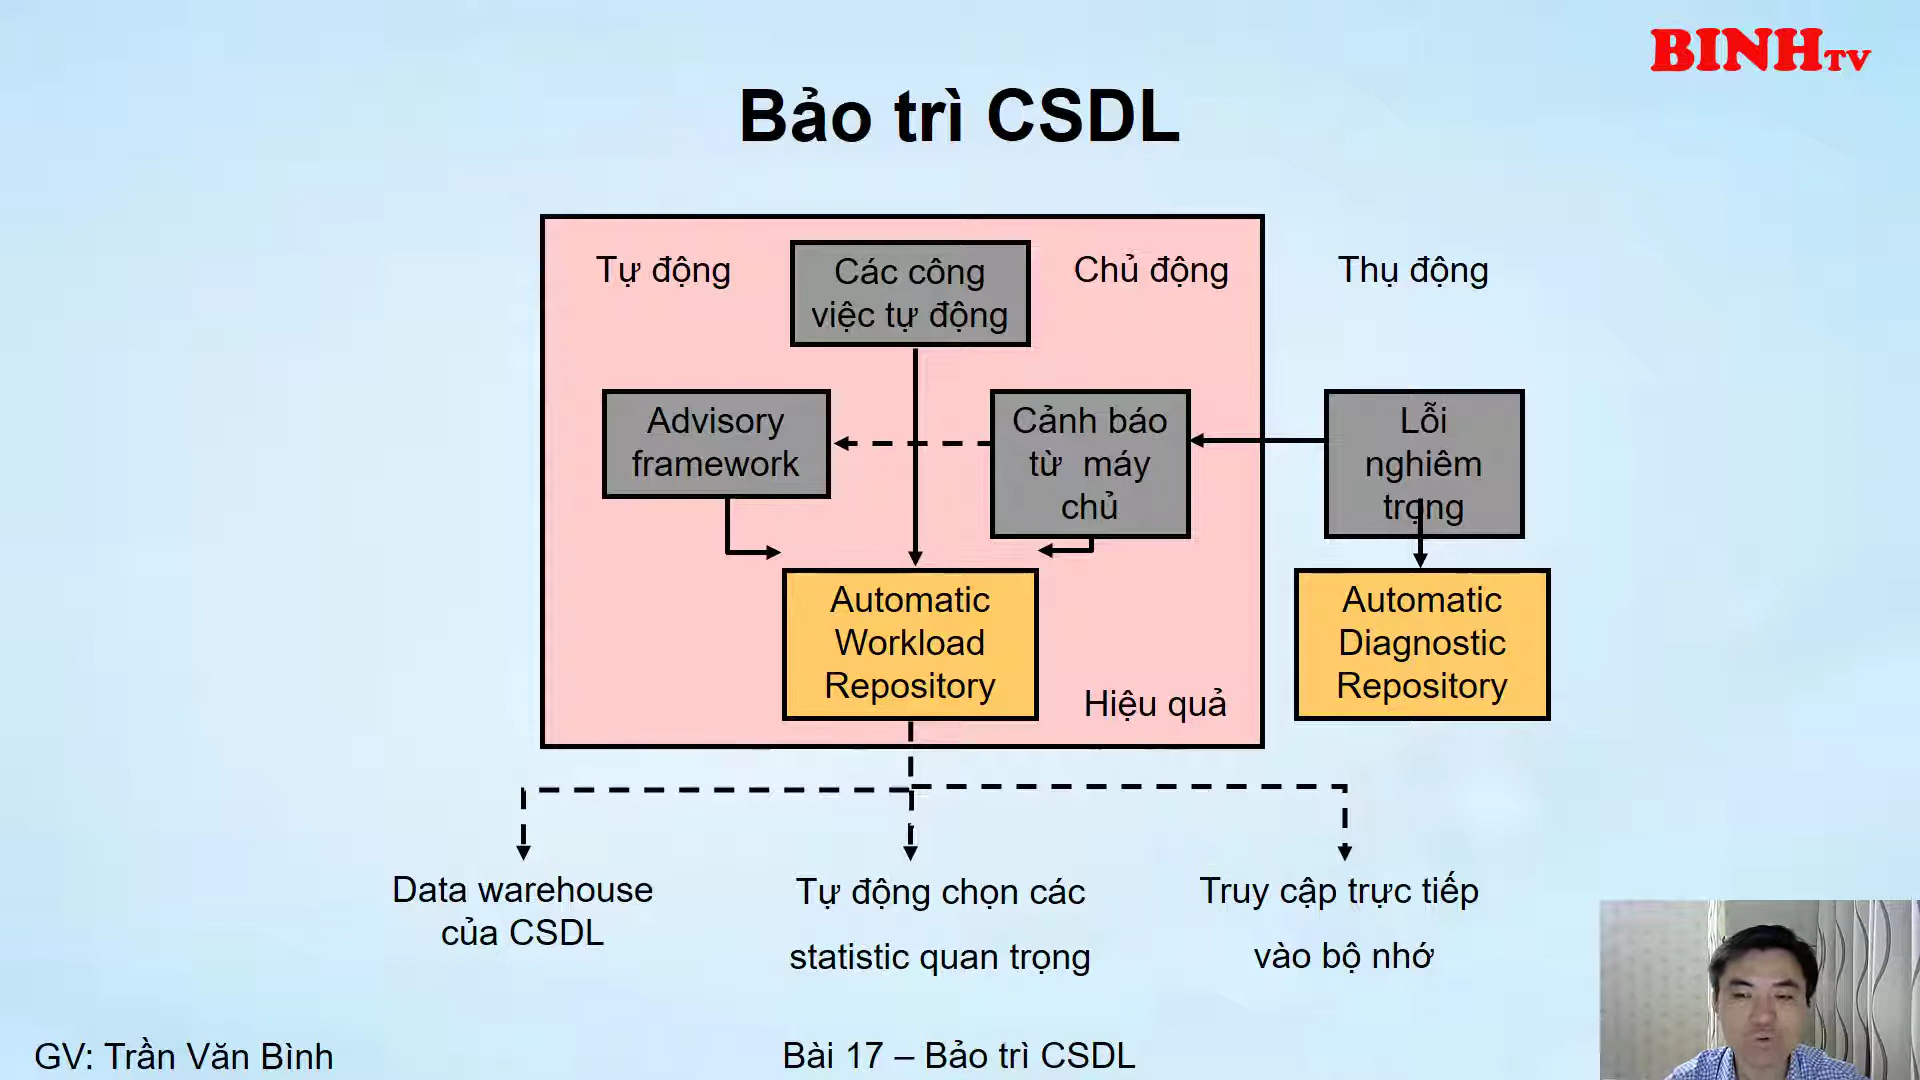 BINH TV
Bảo trì CSDL
Tự động
Các công
việc tự động
Chủ động
Thụ động
Advisory
framework
Cảnh báo
từ máy
chủ
Lỗi
nghiêm
trọng
Automatic
Workload
Repository
Hiệu quả
Automatic
Diagnostic
Repository
Data warehouse
của CSDL
Tự động chọn các
statistic quan trọng
Truy cập trực tiếp
vào bộ nhớ
GV: Trần Văn Bình
Bài 17 – Bảo trì CSDL